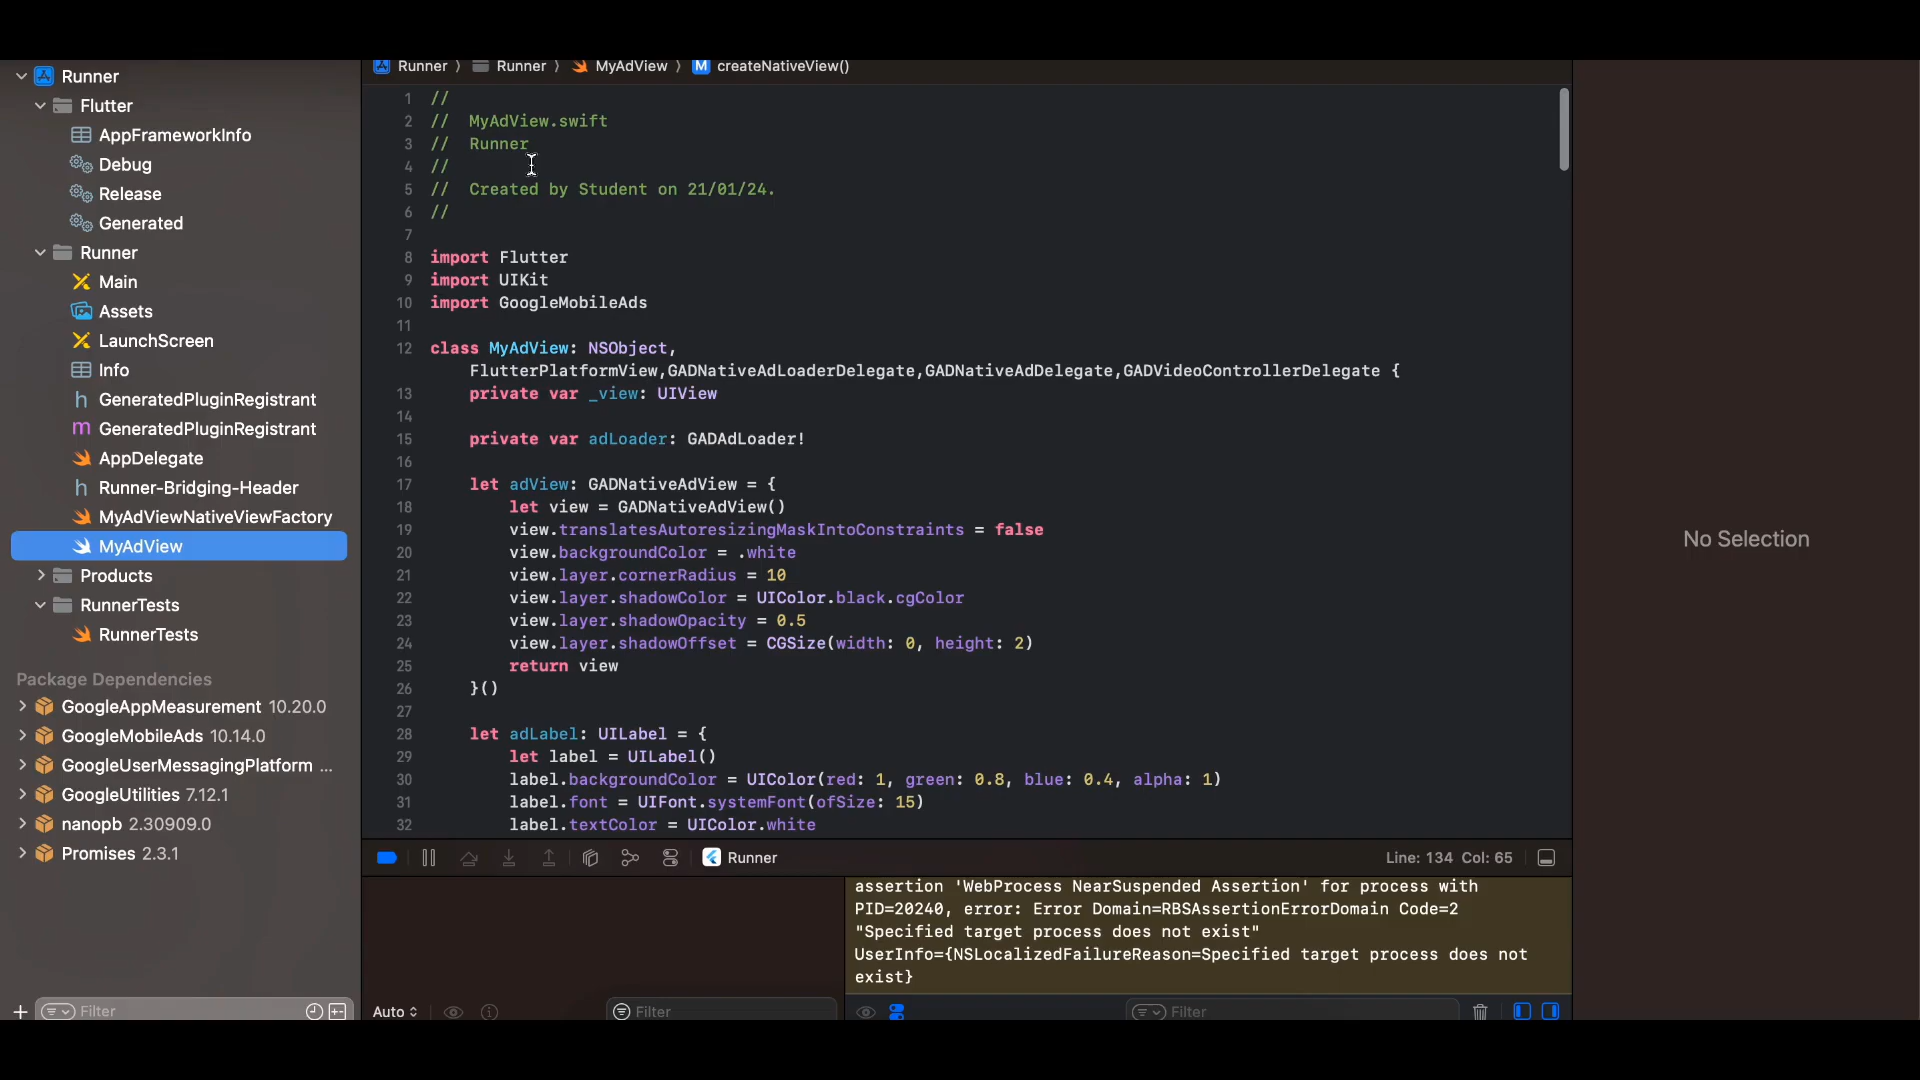 Runner
Flutter
AppFrameworkInfo
Debug
Release
Generated
Runner
Main
Assets
LaunchScreen
Info
h GeneratedPluginRegistrant
m GeneratedPluginRegistrant
AppDelegate
h Runner-Bridging-Header
MyAdViewNativeViewFactory
MyAdView
Products
RunnerTests
RunnerTests
Package Dependencies
GoogleAppMeasurement 10.20.0
GoogleMobileAds 10.14.0
GoogleUserMessagingPlatform ...
GoogleUtilities 7.12.1
nanopb 2.30909.0
Promises 2.3.1
Filter
Runner 〉 Runner 〉 MyAdView 〉 M createNativeView()
1 //
2 //  MyAdView.swift
3 //  Runner
4 //
5 //  Created by Student on 21/01/24.
6 //
7
8 import Flutter
9 import UIKit
10 import GoogleMobileAds
11
12 class MyAdView: NSObject,
FlutterPlatformView,GADNativeAdLoaderDelegate,GADNativeAdDelegate,GADVideoControllerDelegate {
13     private var _view: UIView
14
15     private var adLoader: GADAdLoader!
16
17     let adView: GADNativeAdView = {
18         let view = GADNativeAdView()
19         view.translatesAutoresizingMaskIntoConstraints = false
20         view.backgroundColor = .white
21         view.layer.cornerRadius = 10
22         view.layer.shadowColor = UIColor.black.cgColor
23         view.layer.shadowOpacity = 0.5
24         view.layer.shadowOffset = CGSize(width: 0, height: 2)
25         return view
26     }()
27
28     let adLabel: UILabel = {
29         let label = UILabel()
30         label.backgroundColor = UIColor(red: 1, green: 0.8, blue: 0.4, alpha: 1)
31         label.font = UIFont.systemFont(ofSize: 15)
32         label.textColor = UIColor.white
Runner
Line: 134 Col: 65
assertion 'WebProcess NearSuspended Assertion' for process with
PID=20240, error: Error Domain=RBSAssertionErrorDomain Code=2
"Specified target process does not exist"
UserInfo={NSLocalizedFailureReason=Specified target process does not
exist}
Auto
Filter
Filter
No Selection